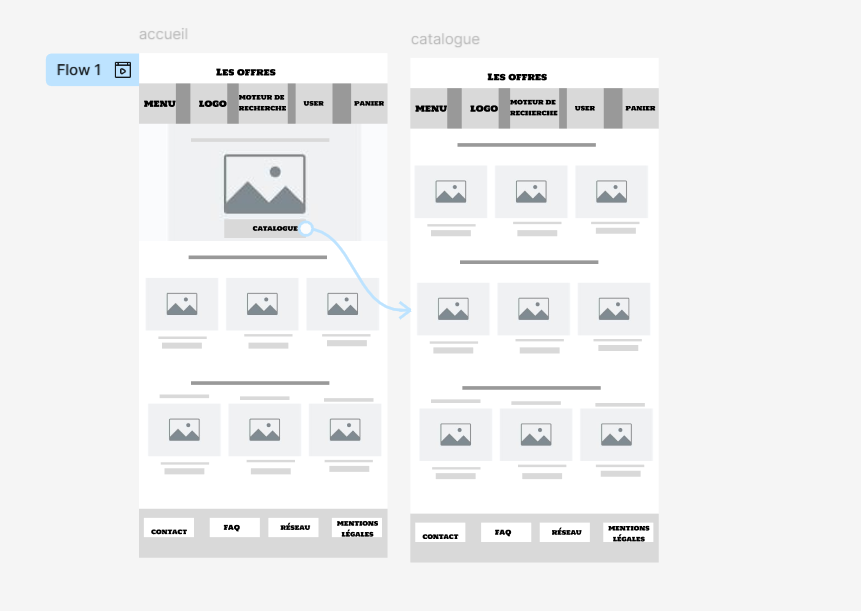 accueil
catalogue
Flow 1
LES OFFRES
MENU
LOGO
MOTEUR DE
RECHERCHE
USER
PANIER
CATALOGUE
CONTACT
FAQ
RÉSEAU
MENTIONS
LÉGALES
LES OFFRES
MENU
LOGO
MOTEUR DE
RECHERCHE
USER
PANIER
CONTACT
FAQ
RÉSEAU
MENTIONS
LÉGALES